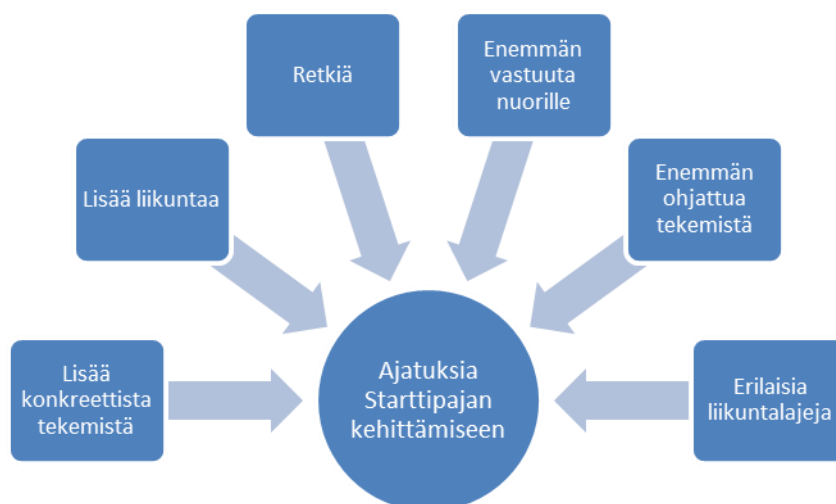 Retkiä
Enemmän
vastuuta
nuorille
Lisää liikuntaa
Enemmän
ohjattua
tekemistä
Lisää
konkreettista
tekemistä
Ajatuksia
Starttipajan
kehittämiseen
Erilaisia
liikuntalajeja